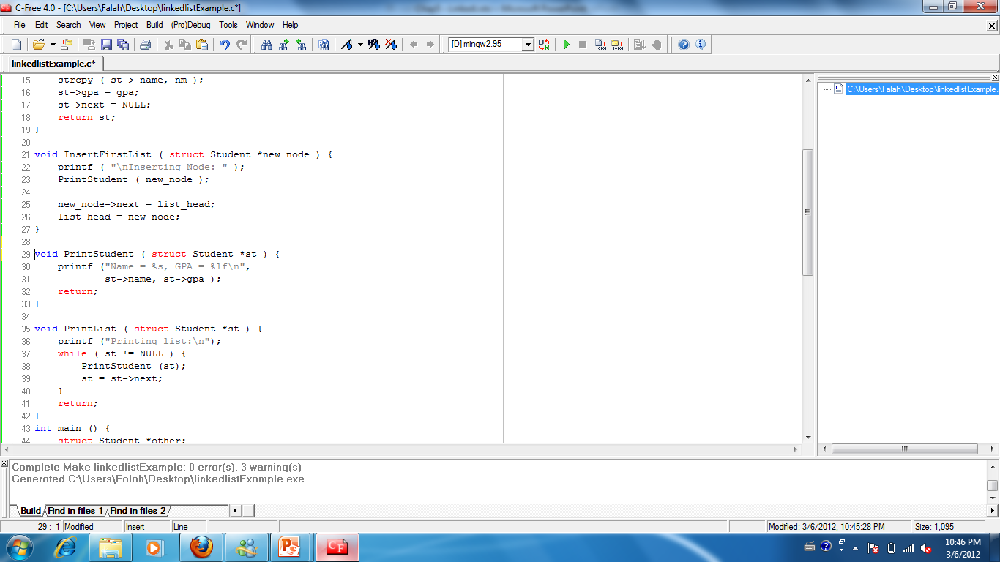 C-Free 4.0 - [C:\Users\Falah\Desktop\linkedlistExample.c*]
File Edit Search View Project Build (Pro)Debug Tools Window Help
[D] mingw2.95
linkedlistExample.c*
15 strcpy ( st-> name, nm );
16 st->gpa = gpa;
17 st->next = NULL;
18 return st;
19 }
20
21 void InsertFirstList ( struct Student *new_node ) {
22 printf ( "\nInserting Node: " );
23 PrintStudent ( new_node );
24
25 new_node->next = list_head;
26 list_head = new_node;
27 }
28
29 void PrintStudent ( struct Student *st ) {
30 printf ("Name = %s, GPA = %lf\n",
31 st->name, st->gpa );
32 return;
33 }
34
35 void PrintList ( struct Student *st ) {
36 printf ("Printing list:\n");
37 while ( st != NULL ) {
38 PrintStudent (st);
39 st = st->next;
40 }
41 return;
42 }
43 int main () {
44 struct Student *other;
C:\Users\Falah\Desktop\linkedlistExample.
Complete Make linkedlistExample: 0 error(s), 3 warning(s)
Generated C:\Users\Falah\Desktop\linkedlistExample.exe
Build Find in files 1 Find in files 2
29 : 1 Modified Insert Line Modified: 3/6/2012, 10:45:28 PM Size: 1,095
10:46 PM
3/6/2012